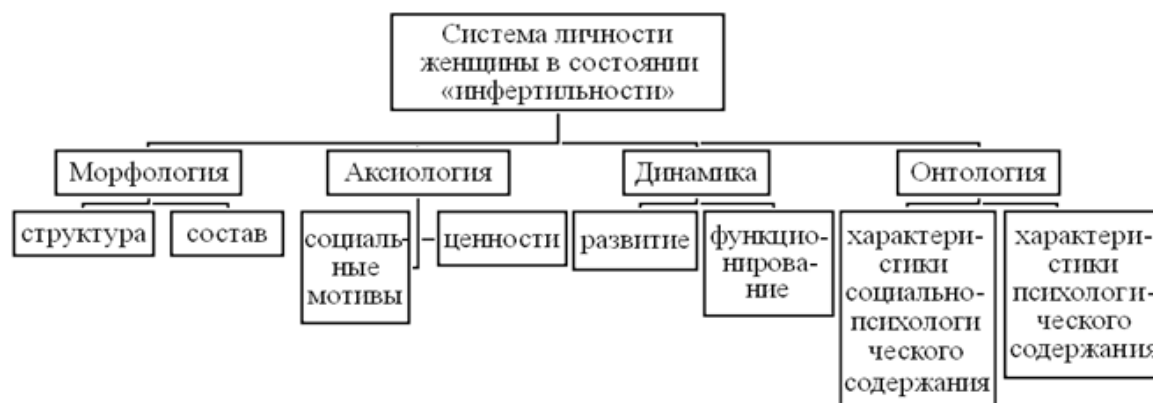 Система личности
женщины в состоянии
«инфертильности»
Морфология
Аксиология
Динамика
Онтология
структура
состав
социаль-
ные
мотивы
ценности
развитие
функцио-
нирова-
ние
характери-
стики
социально-
психологи
ческого
содержания
характери-
стики
психологи-
ческого
содержания